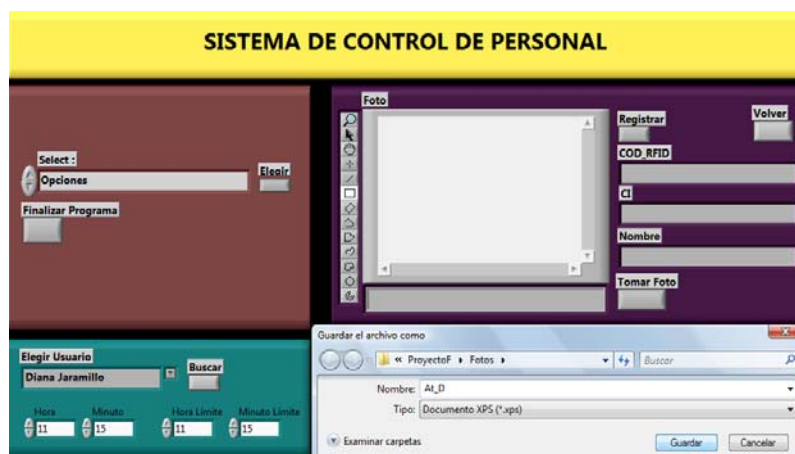 SISTEMA DE CONTROL DE PERSONAL
Select :
Opciones
Elegir
Finalizar Programa
Foto
Registrar
Volver
COD_RFID
CI
Nombre
Tomar Foto
Elegir Usuario
Diana Jaramillo
Buscar
Hora Minuto Hora Límite Minuto Límite
11 15 11 15
Guardar el archivo como
« ProyectoF Fotos
Buscar
Nombre: At_D
Tipo: Documento XPS (*.xps)
Examinar carpetas
Guardar Cancelar